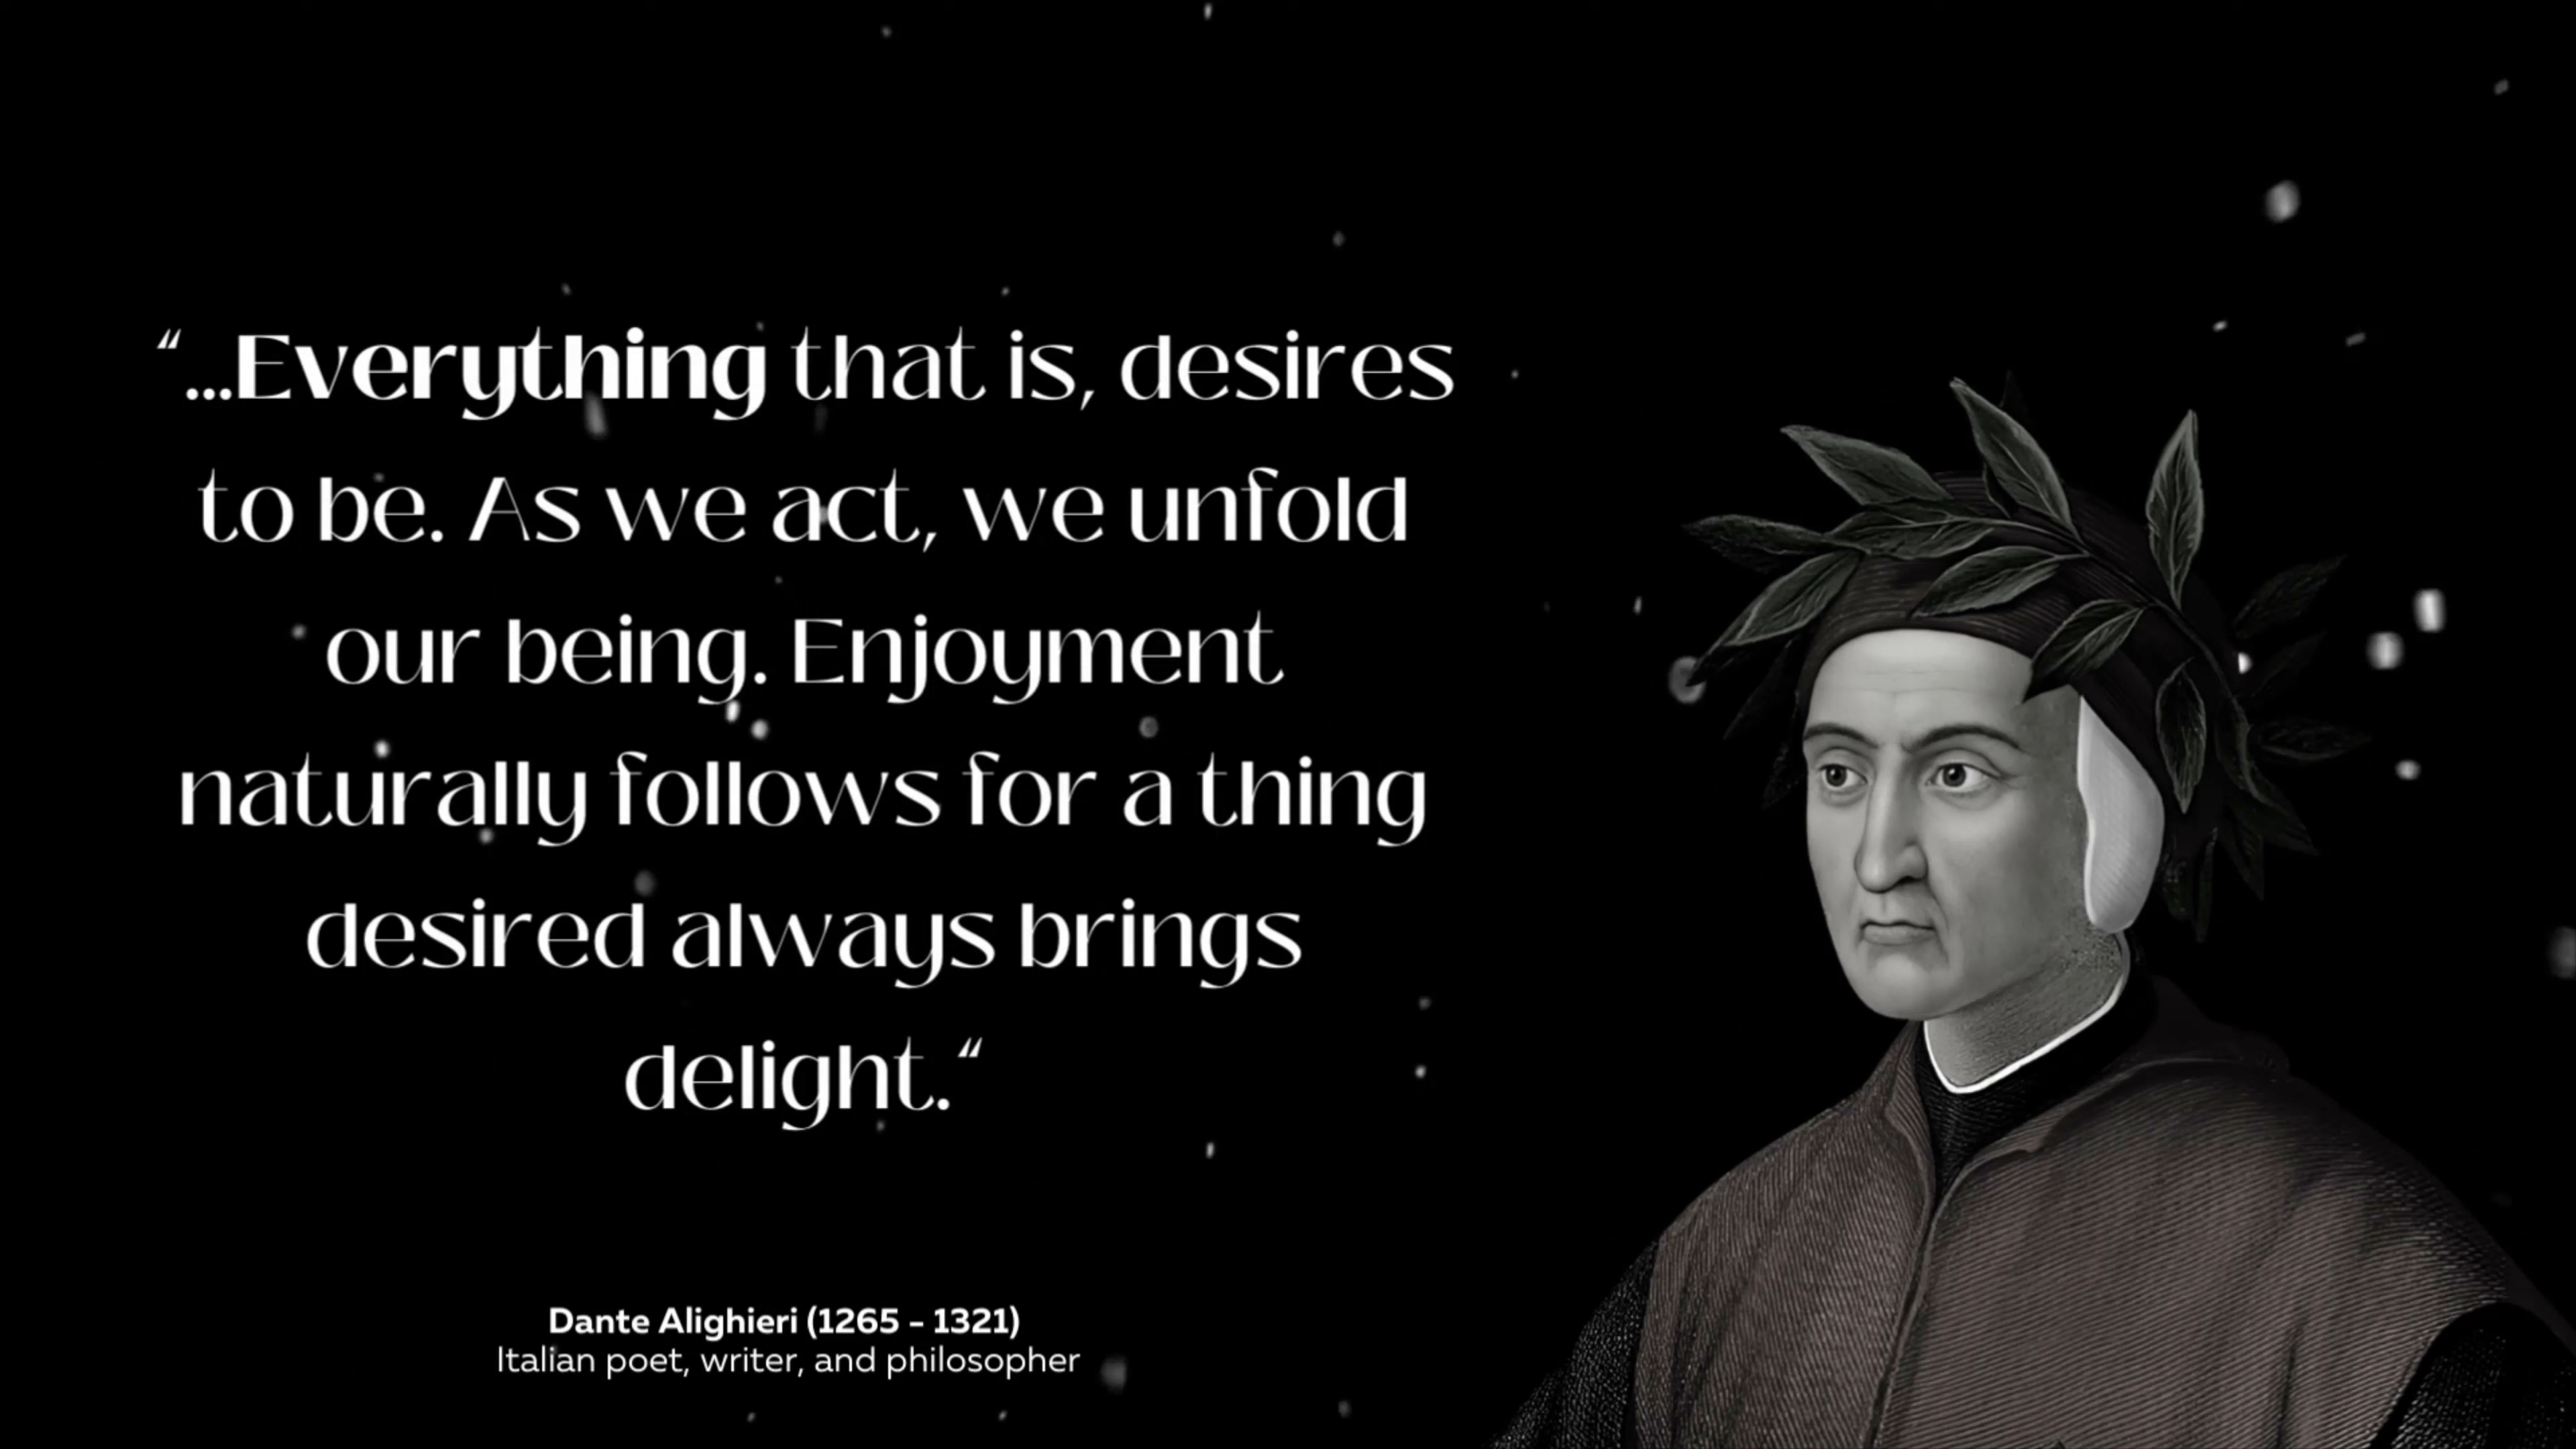 “...Everything that is, desires
to be. As we act, we unfold
our being. Enjoyment
naturally follows for a thing
desired always brings
delight.“
Dante Alighieri (1265 - 1321)
Italian poet, writer, and philosopher